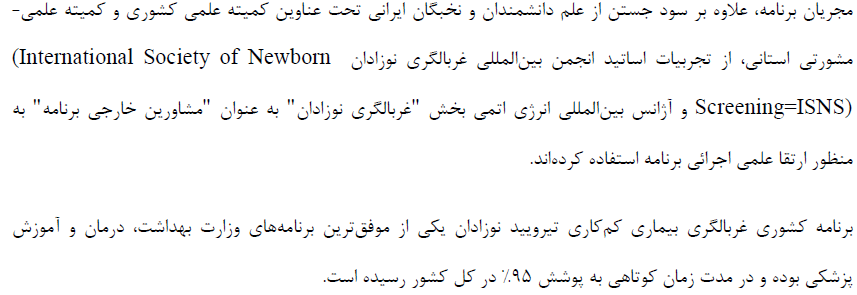 مجریان برنامه، علاوه بر سود جستن از علم دانشمندان و نخبگان ایرانی تحت عناوین کمیته علمی کشوری و کمیته علمی-
مشورتی استانی، از تجربیات اساتید انجمن بین‌المللی غربالگری نوزادان (International Society of Newborn
Screening=ISNS) و آژانس بین‌المللی انرژی اتمی بخش "غربالگری نوزادان" به عنوان "مشاورین خارجی برنامه" به
منظور ارتقا علمی اجرائی برنامه استفاده کرده‌اند.
برنامه کشوری غربالگری بیماری کم‌کاری تیرویید نوزادان یکی از موفق‌ترین برنامه‌های وزارت بهداشت، درمان و آموزش
پزشکی بوده و در مدت زمان کوتاهی به پوشش ۹۵٪ در کل کشور رسیده است.